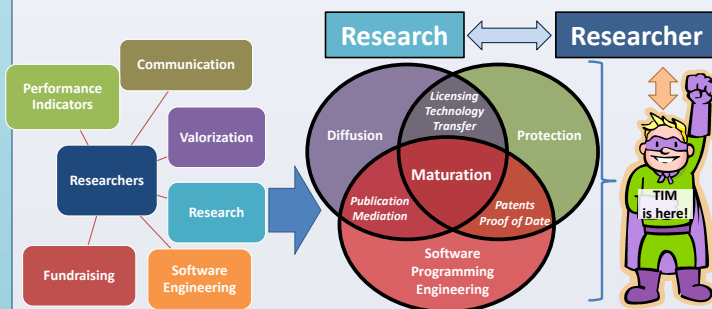 Research
Researcher
Communication
Performance
Indicators
Valorization
Researchers
Research
Fundraising
Software
Engineering
Licensing
Technology
Transfer
Diffusion
Protection
Maturation
Publication
Mediation
Patents
Proof of Date
Software
Programming
Engineering
TIM
is here!